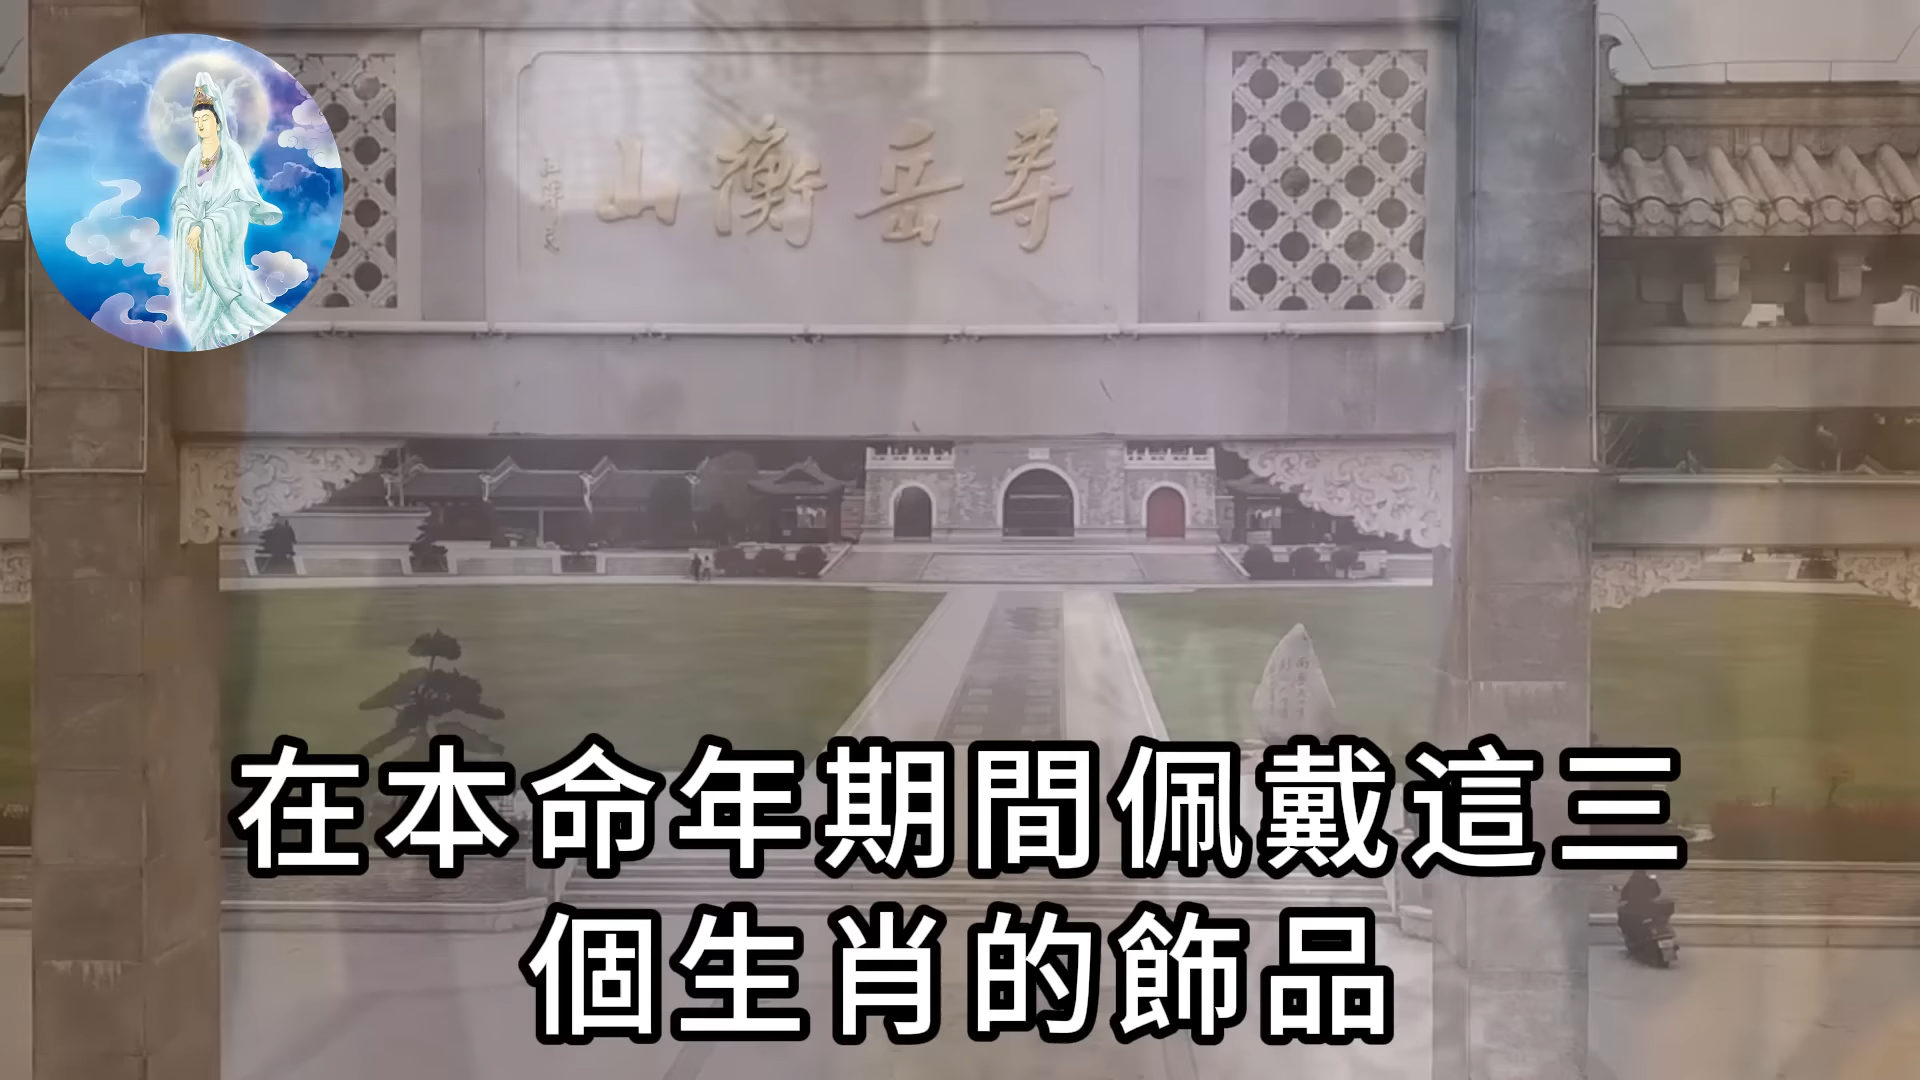 山衡岳寿
在本命年期間佩戴這三
個生肖的飾品